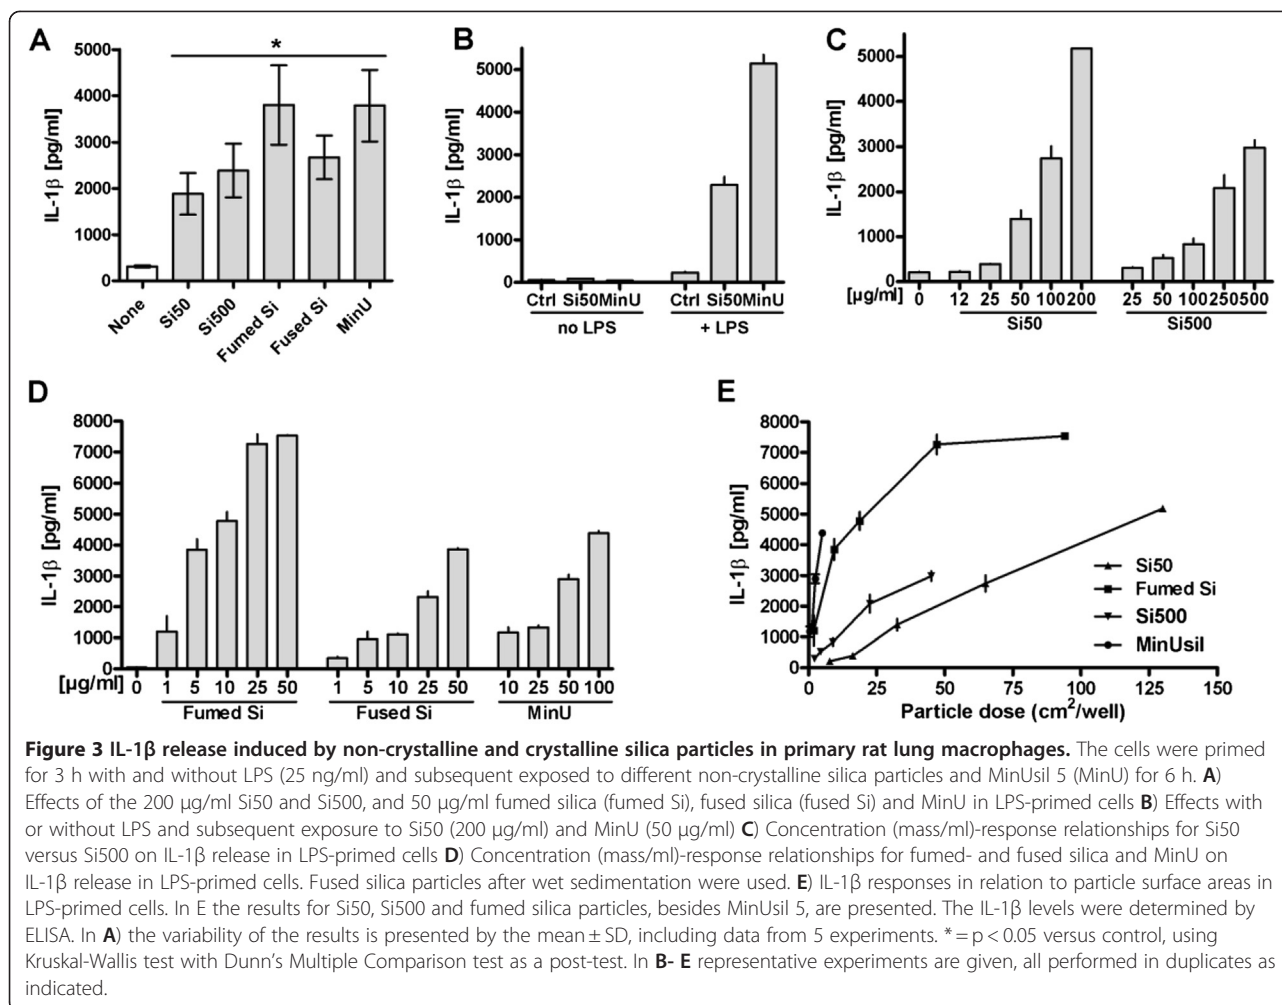 A
IL-1β [pg/ml]
5000
4000
3000
2000
1000
0
*
None
Si50
Si500
Fumed Si
Fused Si
MinU
B
IL-1β [pg/ml]
5000
4000
3000
2000
1000
0
Ctrl Si50MinU Ctrl Si50MinU
no LPS + LPS
C
IL-1β [pg/ml]
5000
4000
3000
2000
1000
0
[µg/ml] 0 12 25 50 100 200 25 50 100 250 500
Si50 Si500
D
IL-1β [pg/ml]
8000
7000
6000
5000
4000
3000
2000
1000
0
[µg/ml] 0 1 5 10 25 50 1 5 10 25 50 10 25 50 100
Fumed Si Fused Si MinU
E
IL-1β [pg/ml]
8000
7000
6000
5000
4000
3000
2000
1000
0
0 25 50 75 100 125 150
Particle dose (cm²/well)
Si50
Fumed Si
Si500
MinUsil
Figure 3 IL-1β release induced by non-crystalline and crystalline silica particles in primary rat lung macrophages. The cells were primed
for 3 h with and without LPS (25 ng/ml) and subsequent exposed to different non-crystalline silica particles and MinUsil 5 (MinU) for 6 h. A)
Effects of the 200 µg/ml Si50 and Si500, and 50 µg/ml fumed silica (fumed Si), fused silica (fused Si) and MinU in LPS-primed cells B) Effects with
or without LPS and subsequent exposure to Si50 (200 µg/ml) and MinU (50 µg/ml) C) Concentration (mass/ml)-response relationships for Si50
versus Si500 on IL-1β release in LPS-primed cells D) Concentration (mass/ml)-response relationships for fumed- and fused silica and MinU on
IL-1β release in LPS-primed cells. Fused silica particles after wet sedimentation were used. E) IL-1β responses in relation to particle surface areas in
LPS-primed cells. In E the results for Si50, Si500 and fumed silica particles, besides MinUsil 5, are presented. The IL-1β levels were determined by
ELISA. In A) the variability of the results is presented by the mean ± SD, including data from 5 experiments. * = p < 0.05 versus control, using
Kruskal-Wallis test with Dunn's Multiple Comparison test as a post-test. In B- E representative experiments are given, all performed in duplicates as
indicated.